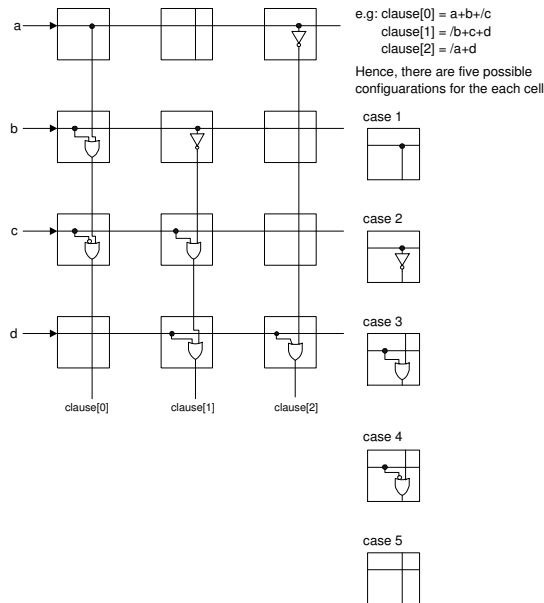 a
e.g: clause[0] = a+b+/c
clause[1] = /b+c+d
clause[2] = /a+d
Hence, there are five possible
configuarations for the each cell
b
case 1
c
case 2
d
case 3
clause[0]
clause[1]
clause[2]
case 4
case 5